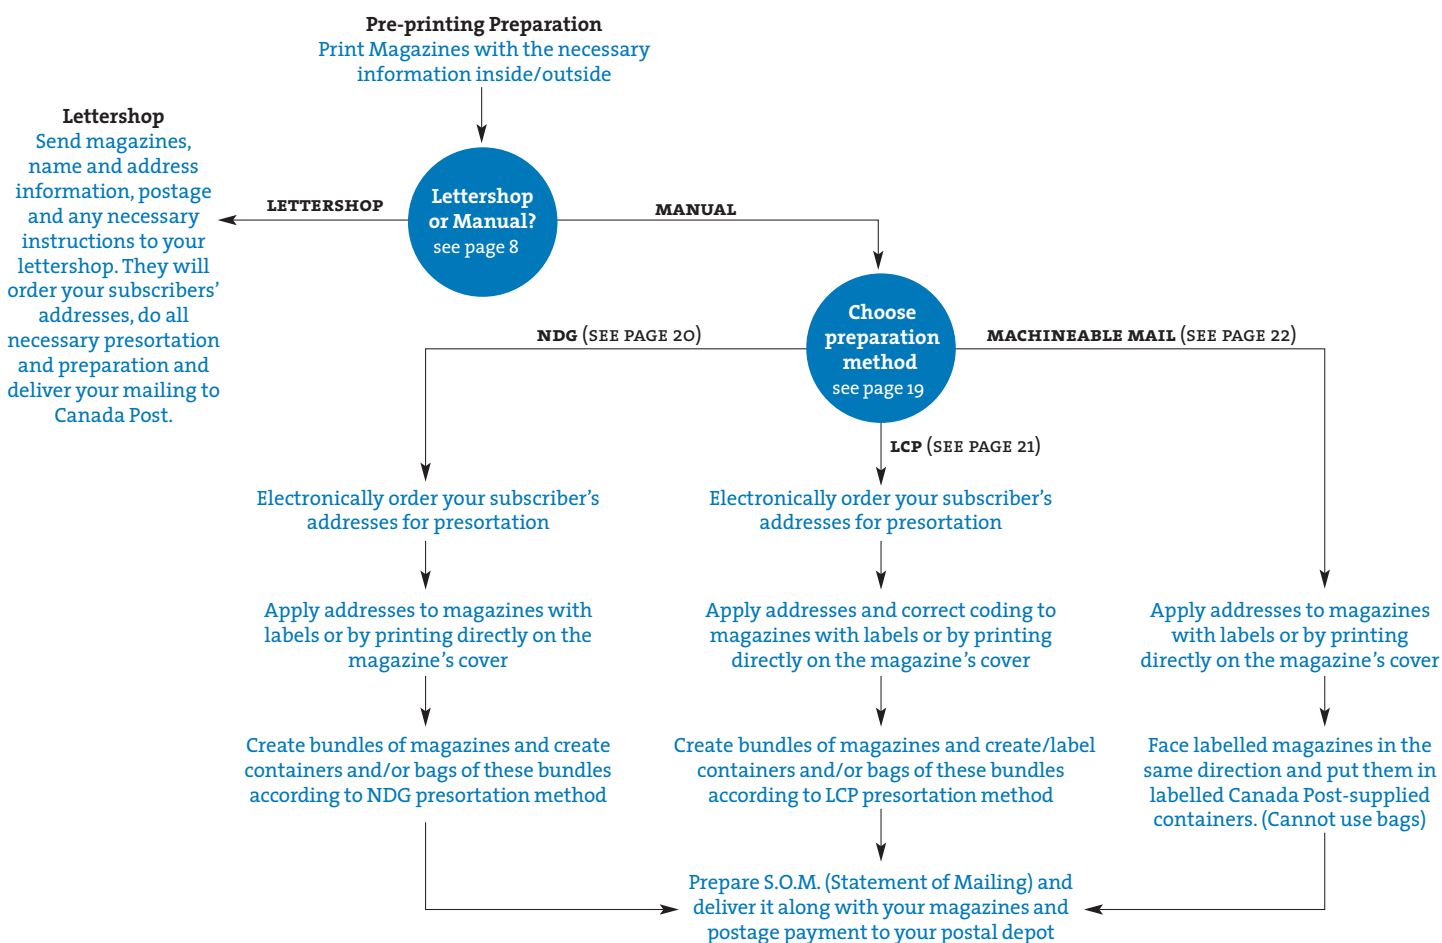 Pre-printing Preparation
Print Magazines with the necessary
information inside/outside
Lettershop
Send magazines,
name and address
information, postage
and any necessary
instructions to your
lettershop. They will
order your subscribers’
addresses, do all
necessary presortation
and preparation and
deliver your mailing to
Canada Post.
LETTERSHOP
Lettershop
or Manual?
see page 8
MANUAL
Choose
preparation
method
see page 19
NDG (SEE PAGE 20)
MACHINEABLE MAIL (SEE PAGE 22)
LCP (SEE PAGE 21)
Electronically order your subscriber’s
addresses for presortation
Apply addresses to magazines with
labels or by printing directly on the
magazine’s cover
Create bundles of magazines and create
containers and/or bags of these bundles
according to NDG presortation method
Electronically order your subscriber’s
addresses for presortation
Apply addresses and correct coding to
magazines with labels or by printing
directly on the magazine’s cover
Create bundles of magazines and create/label
containers and/or bags of these bundles
according to LCP presortation method
Apply addresses to magazines
with labels or by printing
directly on the magazine’s cover
Face labelled magazines in the
same direction and put them in
labelled Canada Post-supplied
containers. (Cannot use bags)
Prepare S.O.M. (Statement of Mailing) and
deliver it along with your magazines and
postage payment to your postal depot